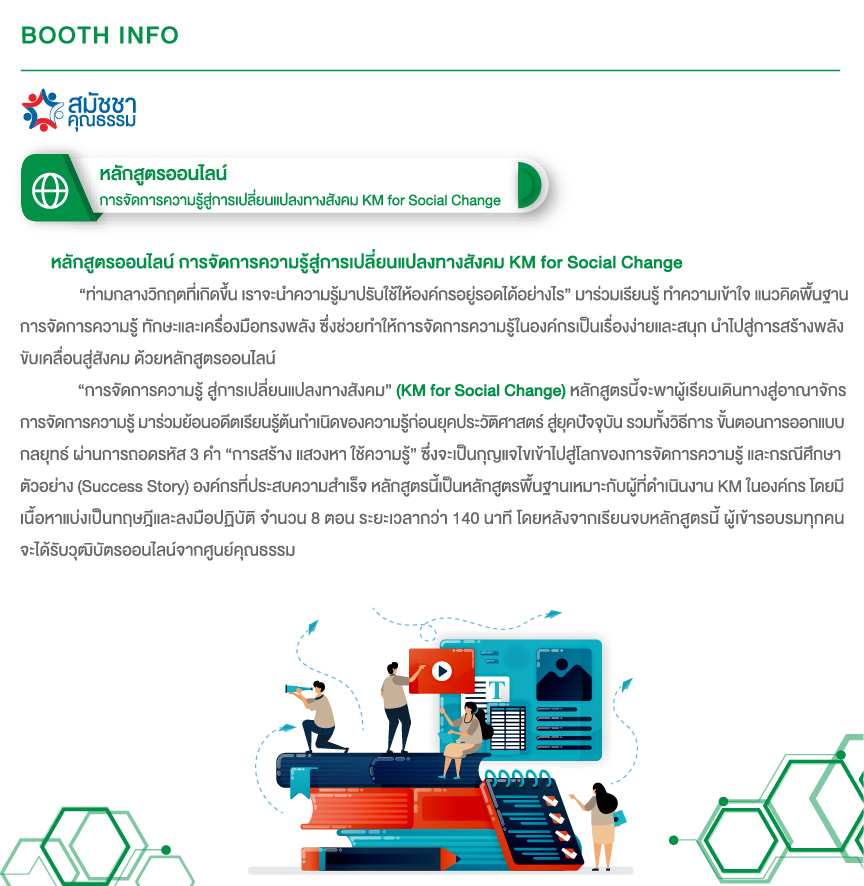 BOOTH INFO
สมัชชา
คุณธรรม
หลักสูตรออนไลน์
การจัดการความรู้สู่การเปลี่ยนแปลงทางสังคม KM for Social Change
หลักสูตรออนไลน์ การจัดการความรู้สู่การเปลี่ยนแปลงทางสังคม KM for Social Change
“ท่ามกลางวิกฤตที่เกิดขึ้น เราจะนำความรู้มาปรับใช้ให้องค์กรอยู่รอดได้อย่างไร” มาร่วมเรียนรู้ ทำความเข้าใจ แนวคิดพื้นฐาน
การจัดการความรู้ ทักษะและเครื่องมือทรงพลัง ซึ่งช่วยทำให้การจัดการความรู้ในองค์กรเป็นเรื่องง่ายและสนุก นำไปสู่การสร้างพลัง
ขับเคลื่อนสู่สังคม ด้วยหลักสูตรออนไลน์
“การจัดการความรู้ สู่การเปลี่ยนแปลงทางสังคม” (KM for Social Change) หลักสูตรนี้จะพาผู้เรียนเดินทางสู่อาณาจักร
การจัดการความรู้ มาร่วมย้อนอดีตเรียนรู้ต้นกำเนิดของความรู้ก่อนยุคประวัติศาสตร์ สู่ยุคปัจจุบัน รวมทั้งวิธีการ ขั้นตอนการออกแบบ
กลยุทธ์ ผ่านการถอดรหัส 3 คำ “การสร้าง แสวงหา ใช้ความรู้” ซึ่งจะเป็นกุญแจไขเข้าไปสู่โลกของการจัดการความรู้ และกรณีศึกษา
ตัวอย่าง (Success Story) องค์กรที่ประสบความสำเร็จ หลักสูตรนี้เป็นหลักสูตรพื้นฐานเหมาะกับผู้ที่ดำเนินงาน KM ในองค์กร โดยมี
เนื้อหาแบ่งเป็นทฤษฎีและลงมือปฏิบัติ จำนวน 8 ตอน ระยะเวลากว่า 140 นาที โดยหลังจากเรียนจบหลักสูตรนี้ ผู้เข้ารอบรมทุกคน
จะได้รับวุฒิบัตรออนไลน์จากศูนย์คุณธรรม
T